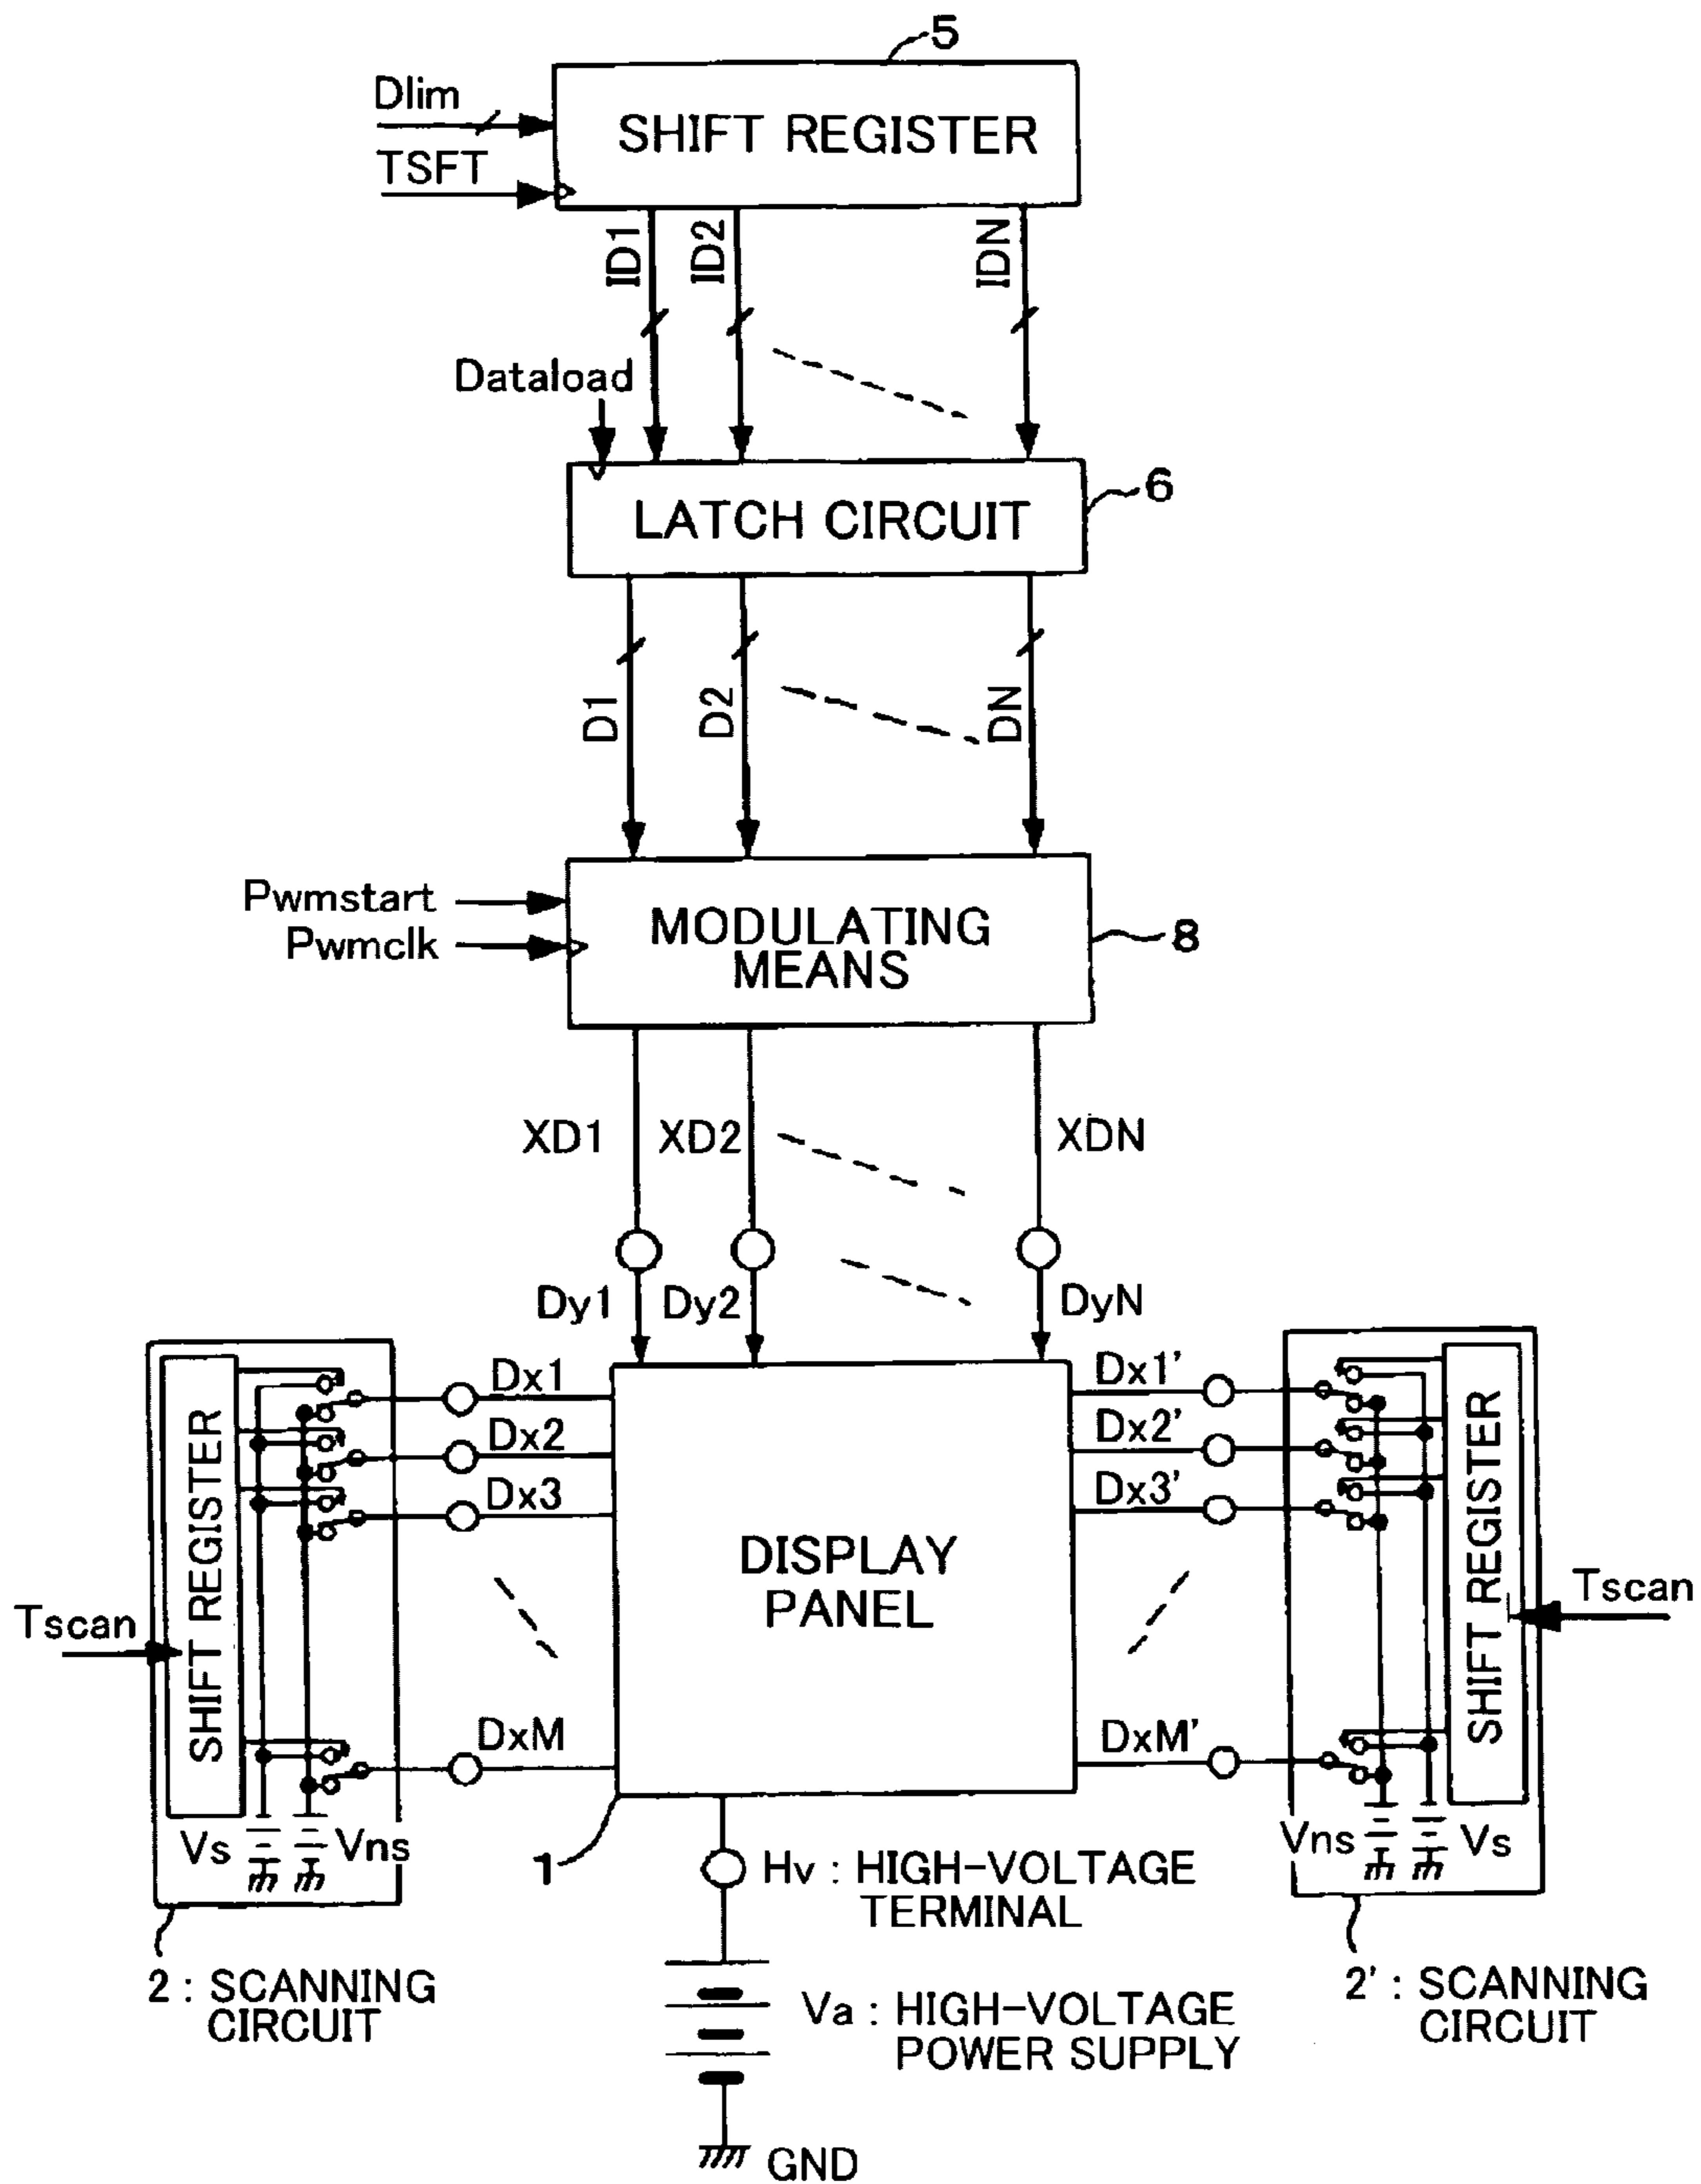 5
Dlim
SHIFT REGISTER
TSFT
ID1
ID2
IDN
Dataload
6
LATCH CIRCUIT
D1
D2
DN
Pwmstart
Pwmclk
MODULATING
MEANS
8
XD1
XD2
XDN
Dy1
Dy2
DyN
Dx1
Dx2
Dx3
DxM
Dx1'
Dx2'
Dx3'
DxM'
SHIFT REGISTER
DISPLAY
PANEL
SHIFT REGISTER
Tscan
Tscan
Vs
Vns
Vns
Vs
1
Hv : HIGH-VOLTAGE
TERMINAL
2 : SCANNING
CIRCUIT
2' : SCANNING
CIRCUIT
Va : HIGH-VOLTAGE
POWER SUPPLY
GND